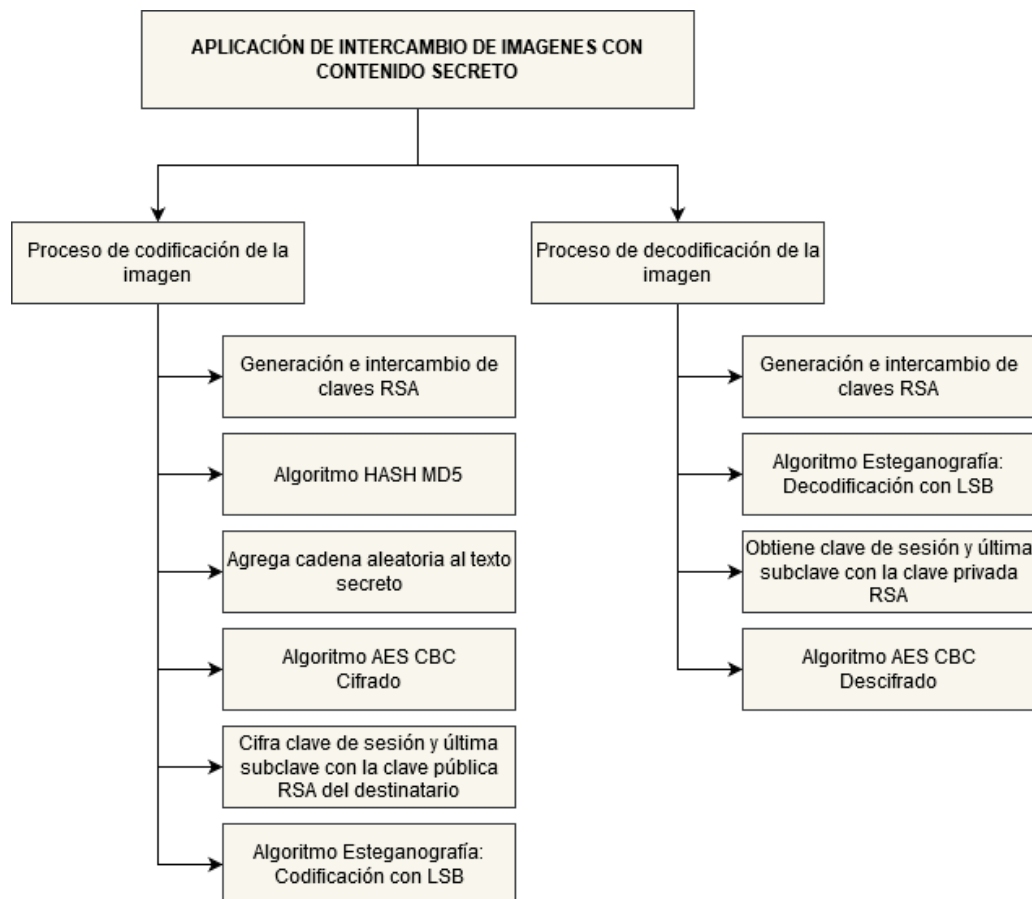 APLICACIÓN DE INTERCAMBIO DE IMAGENES CON
CONTENIDO SECRETO
Proceso de codificación de la
imagen
Generación e intercambio de
claves RSA
Algoritmo HASH MD5
Agrega cadena aleatoria al texto
secreto
Algoritmo AES CBC
Cifrado
Cifra clave de sesión y última
subclave con la clave pública
RSA del destinatario
Algoritmo Esteganografía:
Codificación con LSB
Proceso de decodificación de la
imagen
Generación e intercambio de
claves RSA
Algoritmo Esteganografía:
Decodificación con LSB
Obtiene clave de sesión y última
subclave con la clave privada
RSA
Algoritmo AES CBC
Descifrado